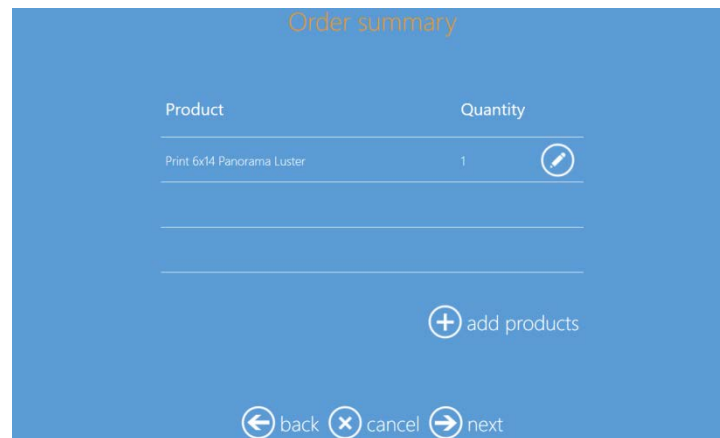 Order summary
Product Quantity
Print 6x14 Panorama Luster 1
add products
back cancel next